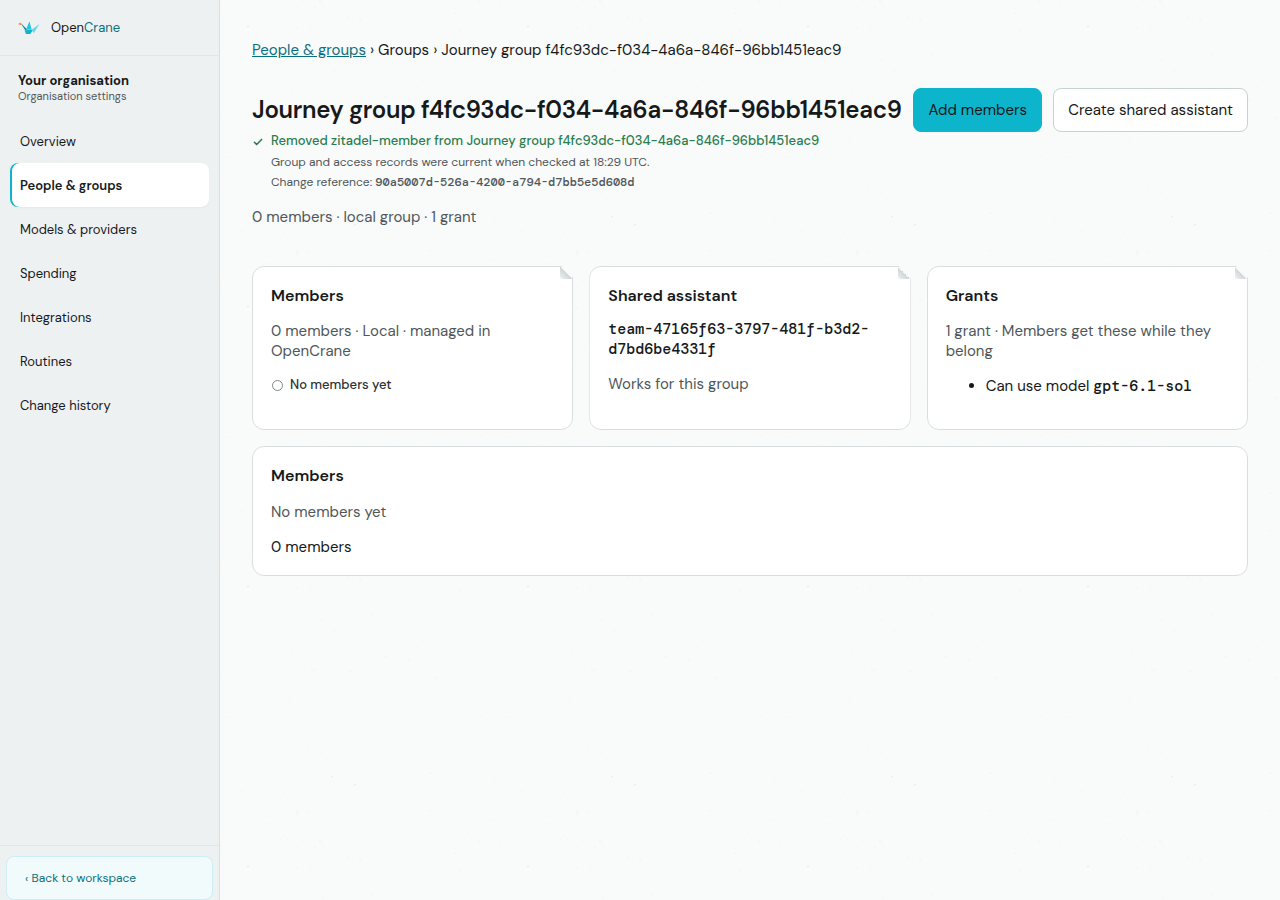 OpenCrane
Your organisation
Organisation settings
Overview
People & groups
Models & providers
Spending
Integrations
Routines
Change history
‹ Back to workspace
People & groups › Groups › Journey group f4fc93dc-f034-4a6a-846f-96bb1451eac9
Journey group f4fc93dc-f034-4a6a-846f-96bb1451eac9
Add members
Create shared assistant
Removed zitadel-member from Journey group f4fc93dc-f034-4a6a-846f-96bb1451eac9
Group and access records were current when checked at 18:29 UTC.
Change reference: 90a5007d-526a-4200-a794-d7bb5e5d608d
0 members · local group · 1 grant
Members
0 members · Local · managed in
OpenCrane
No members yet
Shared assistant
team-47165f63-3797-481f-b3d2-
d7bd6be4331f
Works for this group
Grants
1 grant · Members get these while they
belong
• Can use model gpt-6.1-sol
Members
No members yet
0 members